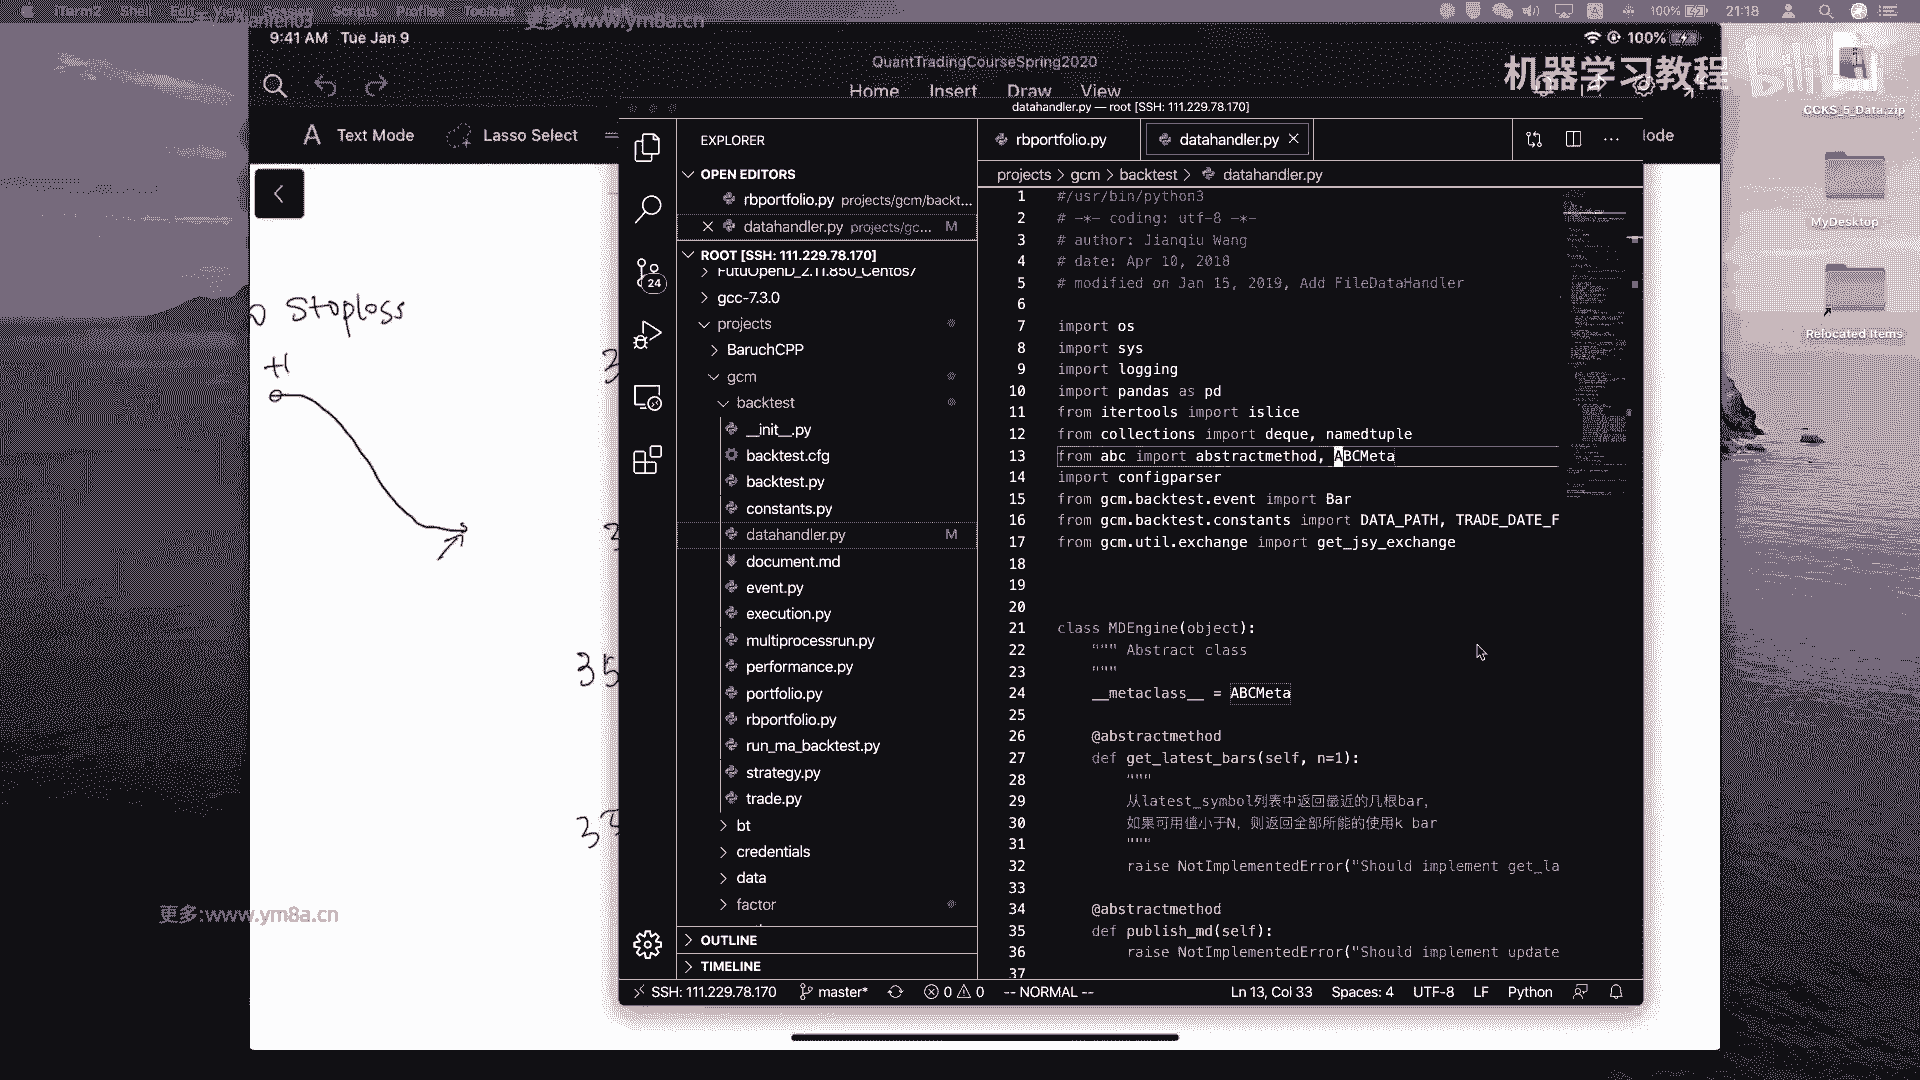 iTerm2 Shell Edit View Session Scripts Profiles Toolbelt Window Help
更多:www.ym8a.cn
100% 21:18
9:41 AM Tue Jan 9
100%
QuantTradingCourseSpring2020
机器学习教程
bili
Home Insert Draw View
CCKS_5_Data.zip
MyDesktop
Relocated Items
A Text Mode Lasso Select
Stoploss
+1
datahandler.py — root [SSH: 111.229.78.170]
EXPLORER
OPEN EDITORS
rbportfolio.py projects/gcm/backt...
datahandler.py projects/gc... M
ROOT [SSH: 111.229.78.170]
FutuOpenD_2.11.850_Centos7
gcc-7.3.0
projects
BaruchCPP
gcm
backtest
__init__.py
backtest.cfg
backtest.py
constants.py
datahandler.py M
document.md
event.py
execution.py
multiprocessrun.py
performance.py
portfolio.py
rbportfolio.py
run_ma_backtest.py
strategy.py
trade.py
bt
credentials
data
factor
OUTLINE
TIMELINE
24
rbportfolio.py datahandler.py
projects > gcm > backtest > datahandler.py
1 #/usr/bin/python3
2 # -*- coding: utf-8 -*-
3 # author: Jianqiu Wang
4 # date: Apr 10, 2018
5 # modified on Jan 15, 2019, Add FileDataHandler
6
7 import os
8 import sys
9 import logging
10 import pandas as pd
11 from itertools import islice
12 from collections import deque, namedtuple
13 from abc import abstractmethod, ABCMeta
14 import configparser
15 from gcm.backtest.event import Bar
16 from gcm.backtest.constants import DATA_PATH, TRADE_DATE_F
17 from gcm.util.exchange import get_jsy_exchange
18
19
20
21 class MDEngine(object):
22 """ Abstract class
23 """
24 __metaclass__ = ABCMeta
25
26 @abstractmethod
27 def get_latest_bars(self, n=1):
28 """
29 从latest_symbol列表中返回最近的几根bar,
30 如果可用值小于N, 则返回全部所能的使用k bar
31 """
32 raise NotImplementedError("Should implement get_la
33
34 @abstractmethod
35 def publish_md(self):
36 raise NotImplementedError("Should implement update
37
35
SSH: 111.229.78.170 master* 0 0 -- NORMAL -- Ln 13, Col 33 Spaces: 4 UTF-8 LF Python
更多:www.ym8a.cn